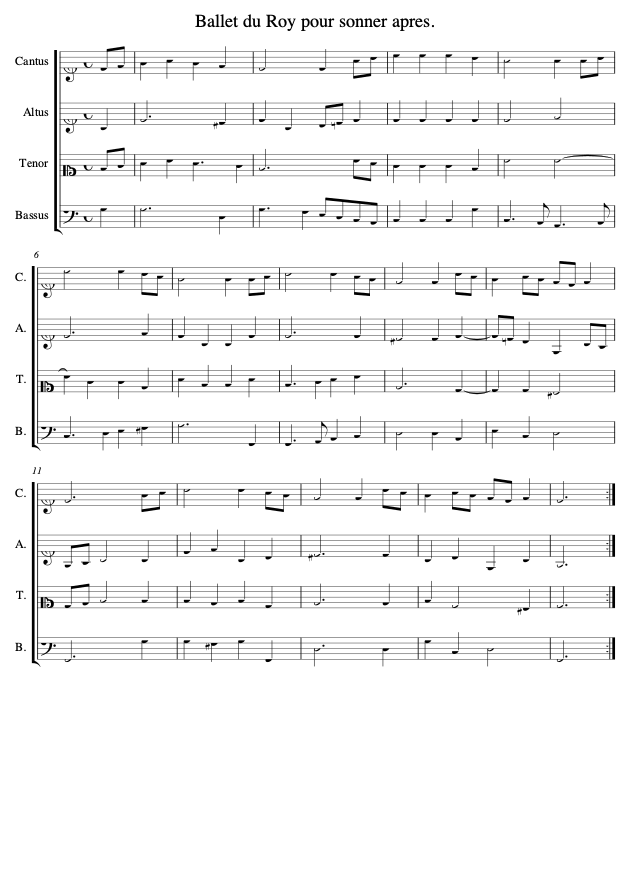 Ballet du Roy pour sonner apres.
Cantus
Altus
Tenor
Bassus
6
C.
A.
T.
B.
11
C.
A.
T.
B.